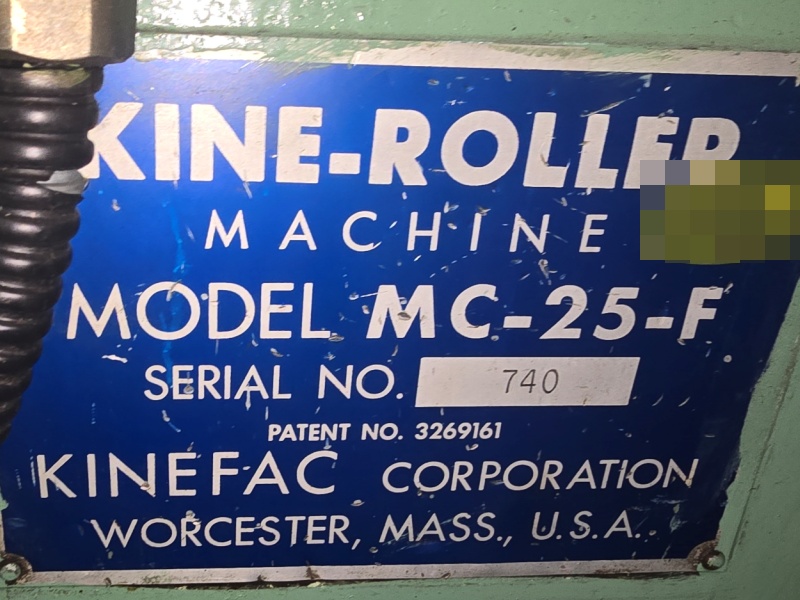 KINE-ROLLER
MACHINE
MODEL MC-25-F
SERIAL NO. 740
PATENT NO. 3269161
KINEFAC CORPORATION
WORCESTER, MASS., U.S.A.